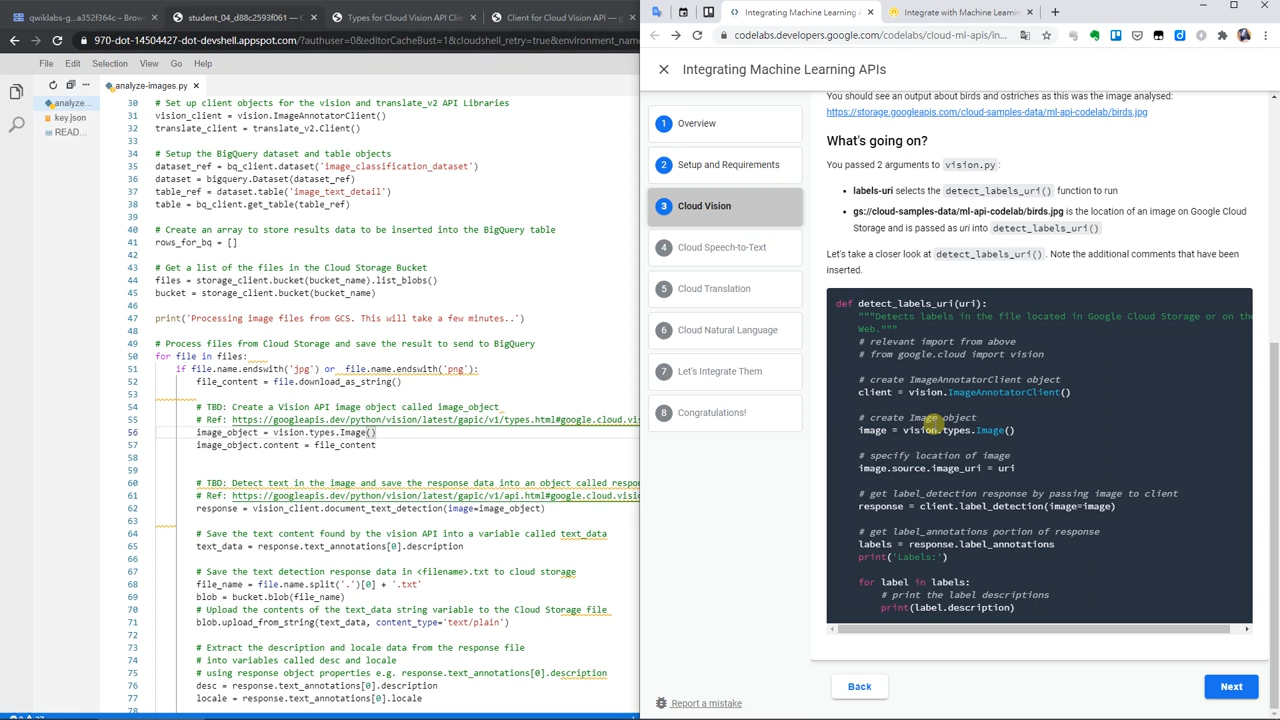 qwiklabs-...a352f364c – Brows
student_04_d88c2593f061 — C
Types for Cloud Vision API Client
Client for Cloud Vision API — g
970-dot-14504427-dot-devshell.appspot.com/?authuser=0&editorCacheBust=1&cloudshell_retry=true&environment_na
File Edit Selection View Go Help
analyze...
key.json
READ...
analyze-images.py
30 # Set up client objects for the vision and translate_v2 API Libraries
31 vision_client = vision.ImageAnnotatorClient()
32 translate_client = translate_v2.Client()
33
34 # Setup the BigQuery dataset and table objects
35 dataset_ref = bq_client.dataset('image_classification_dataset')
36 dataset = bigquery.Dataset(dataset_ref)
37 table_ref = dataset.table('image_text_detail')
38 table = bq_client.get_table(table_ref)
39
40 # Create an array to store results data to be inserted into the BigQuery table
41 rows_for_bq = []
42
43 # Get a list of the files in the Cloud Storage Bucket
44 files = storage_client.bucket(bucket_name).list_blobs()
45 bucket = storage_client.bucket(bucket_name)
46
47 print('Processing image files from GCS. This will take a few minutes..')
48
49 # Process files from Cloud Storage and save the result to send to BigQuery
50 for file in files:
51 if file.name.endswith('jpg') or file.name.endswith('png'):
52 file_content = file.download_as_string()
53
54 # TBD: Create a Vision API image object called image_object
55 # Ref: https://googleapis.dev/python/vision/latest/gapic/v1/types.html#google.cloud.vis
56 image_object = vision.types.Image()
57 image_object.content = file_content
58
59
60 # TBD: Detect text in the image and save the response data into an object called respo
61 # Ref: https://googleapis.dev/python/vision/latest/gapic/v1/api.html#google.cloud.visio
62 response = vision_client.document_text_detection(image=image_object)
63
64 # Save the text content found by the vision API into a variable called text_data
65 text_data = response.text_annotations[0].description
66
67 # Save the text detection response data in <filename>.txt to cloud storage
68 file_name = file.name.split('.')[0] + '.txt'
69 blob = bucket.blob(file_name)
70 # Upload the contents of the text_data string variable to the Cloud Storage file
71 blob.upload_from_string(text_data, content_type='text/plain')
72
73 # Extract the description and locale data from the response file
74 # into variables called desc and locale
75 # using response object properties e.g. response.text_annotations[0].description
76 desc = response.text_annotations[0].description
77 locale = response.text_annotations[0].locale
78
Integrating Machine Learning A
Integrate with Machine Learning
codelabs.developers.google.com/codelabs/cloud-ml-apis/In...
Integrating Machine Learning APIs
1 Overview
2 Setup and Requirements
3 Cloud Vision
4 Cloud Speech-to-Text
5 Cloud Translation
6 Cloud Natural Language
7 Let's Integrate Them
8 Congratulations!
Report a mistake
You should see an output about birds and ostriches as this was the image analysed:
https://storage.googleapis.com/cloud-samples-data/ml-api-codelab/birds.jpg
What's going on?
You passed 2 arguments to vision.py:
labels-uri selects the detect_labels_uri() function to run
gs://cloud-samples-data/ml-api-codelab/birds.jpg is the location of an image on Google Cloud
Storage and is passed as uri into detect_labels_uri()
Let's take a closer look at detect_labels_uri(). Note the additional comments that have been
inserted.
def detect_labels_uri(uri):
"""Detects labels in the file located in Google Cloud Storage or on the
Web."""
# relevant import from above
# from google.cloud import vision
# create ImageAnnotatorClient object
client = vision.ImageAnnotatorClient()
# create Image object
image = vision.types.Image()
# specify location of image
image.source.image_uri = uri
# get label_detection response by passing image to client
response = client.label_detection(image=image)
# get label_annotations portion of response
labels = response.label_annotations
print('Labels:')
for label in labels:
# print the label descriptions
print(label.description)
Back
Next